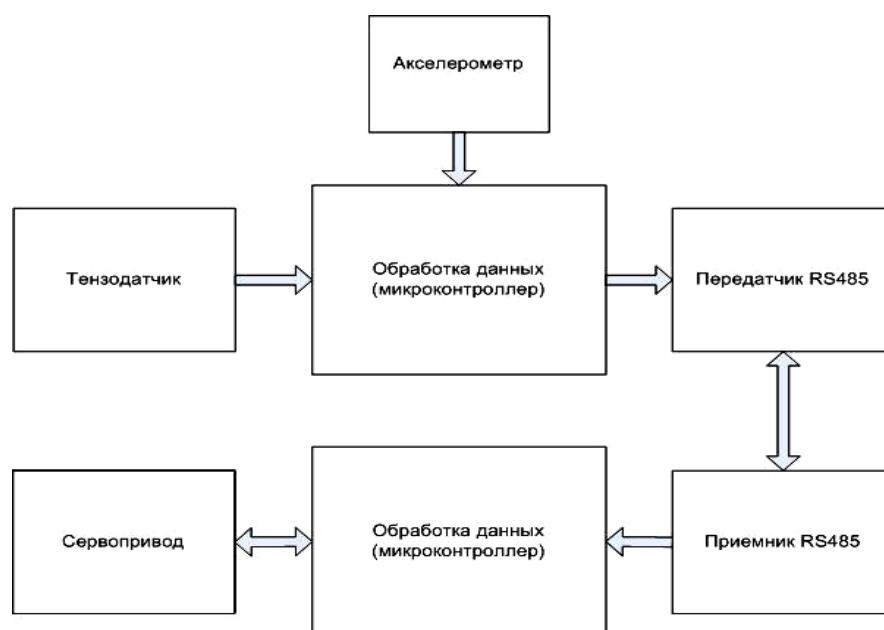 Акселерометр
Тензодатчик
Обработка данных
(микроконтроллер)
Передатчик RS485
Сервопривод
Обработка данных
(микроконтроллер)
Приемник RS485